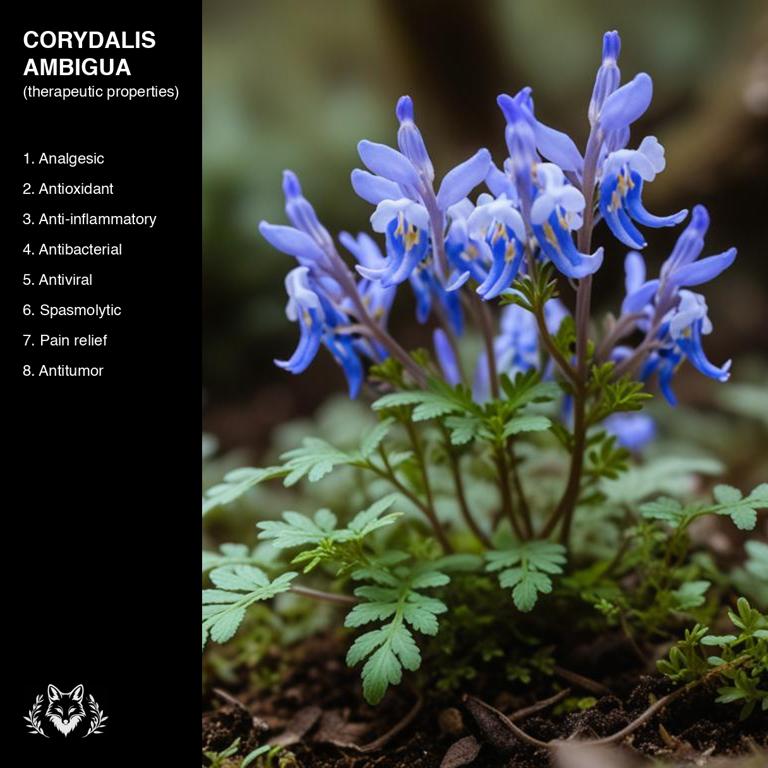 CORYDALIS
AMBIGUA
(therapeutic properties)
1. Analgesic
2. Antioxidant
3. Anti-inflammatory
4. Antibacterial
5. Antiviral
6. Spasmolytic
7. Pain relief
8. Antitumor